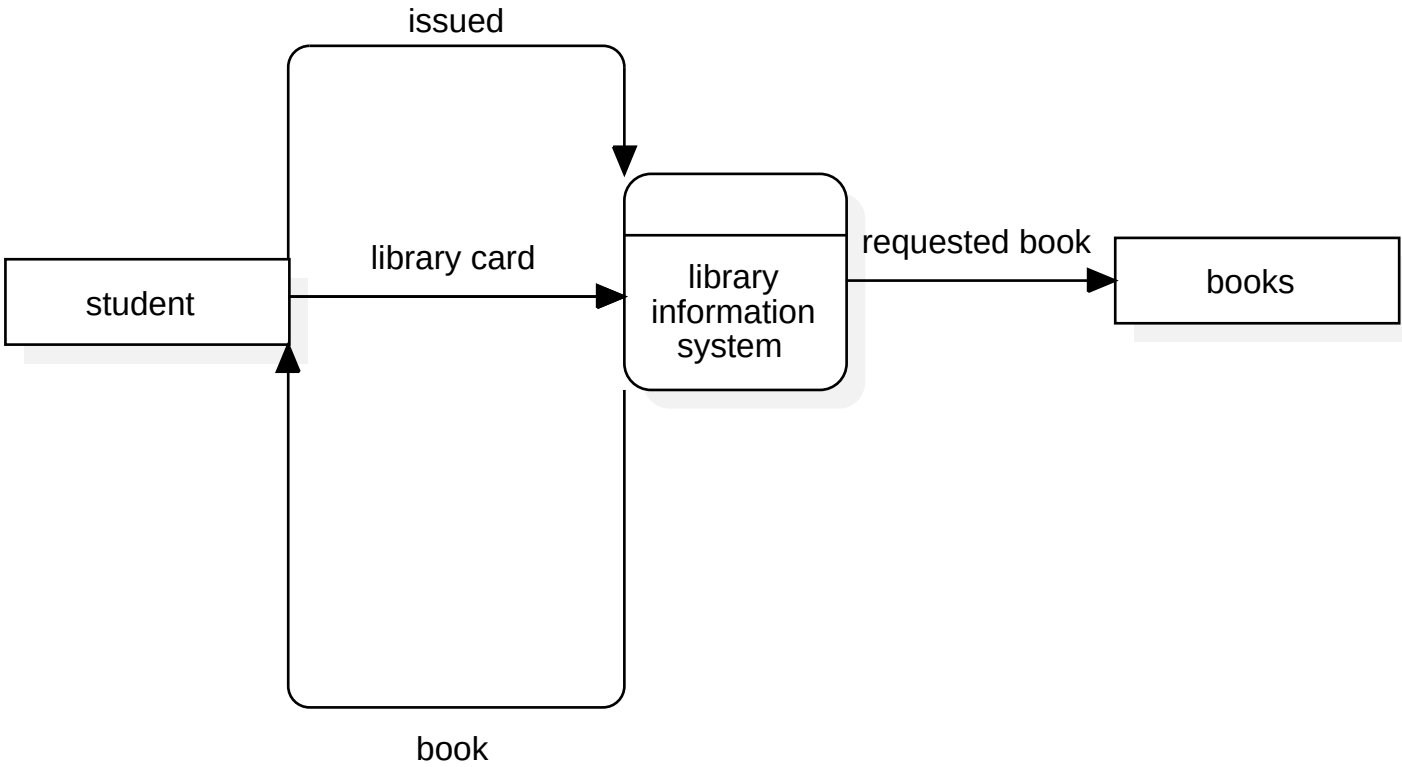 issued
library card
requested book
student
library
information
system
books
book